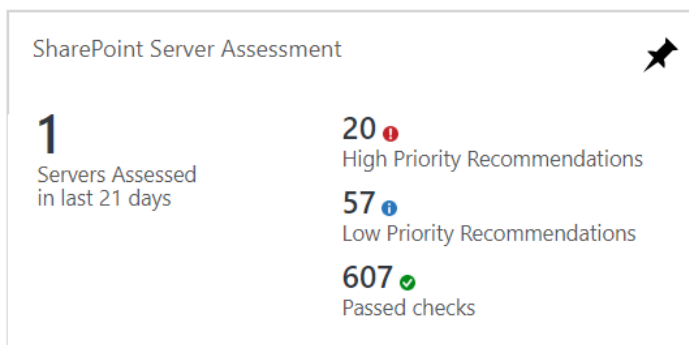 SharePoint Server Assessment
1
Servers Assessed
in last 21 days
20
High Priority Recommendations
57
Low Priority Recommendations
607
Passed checks